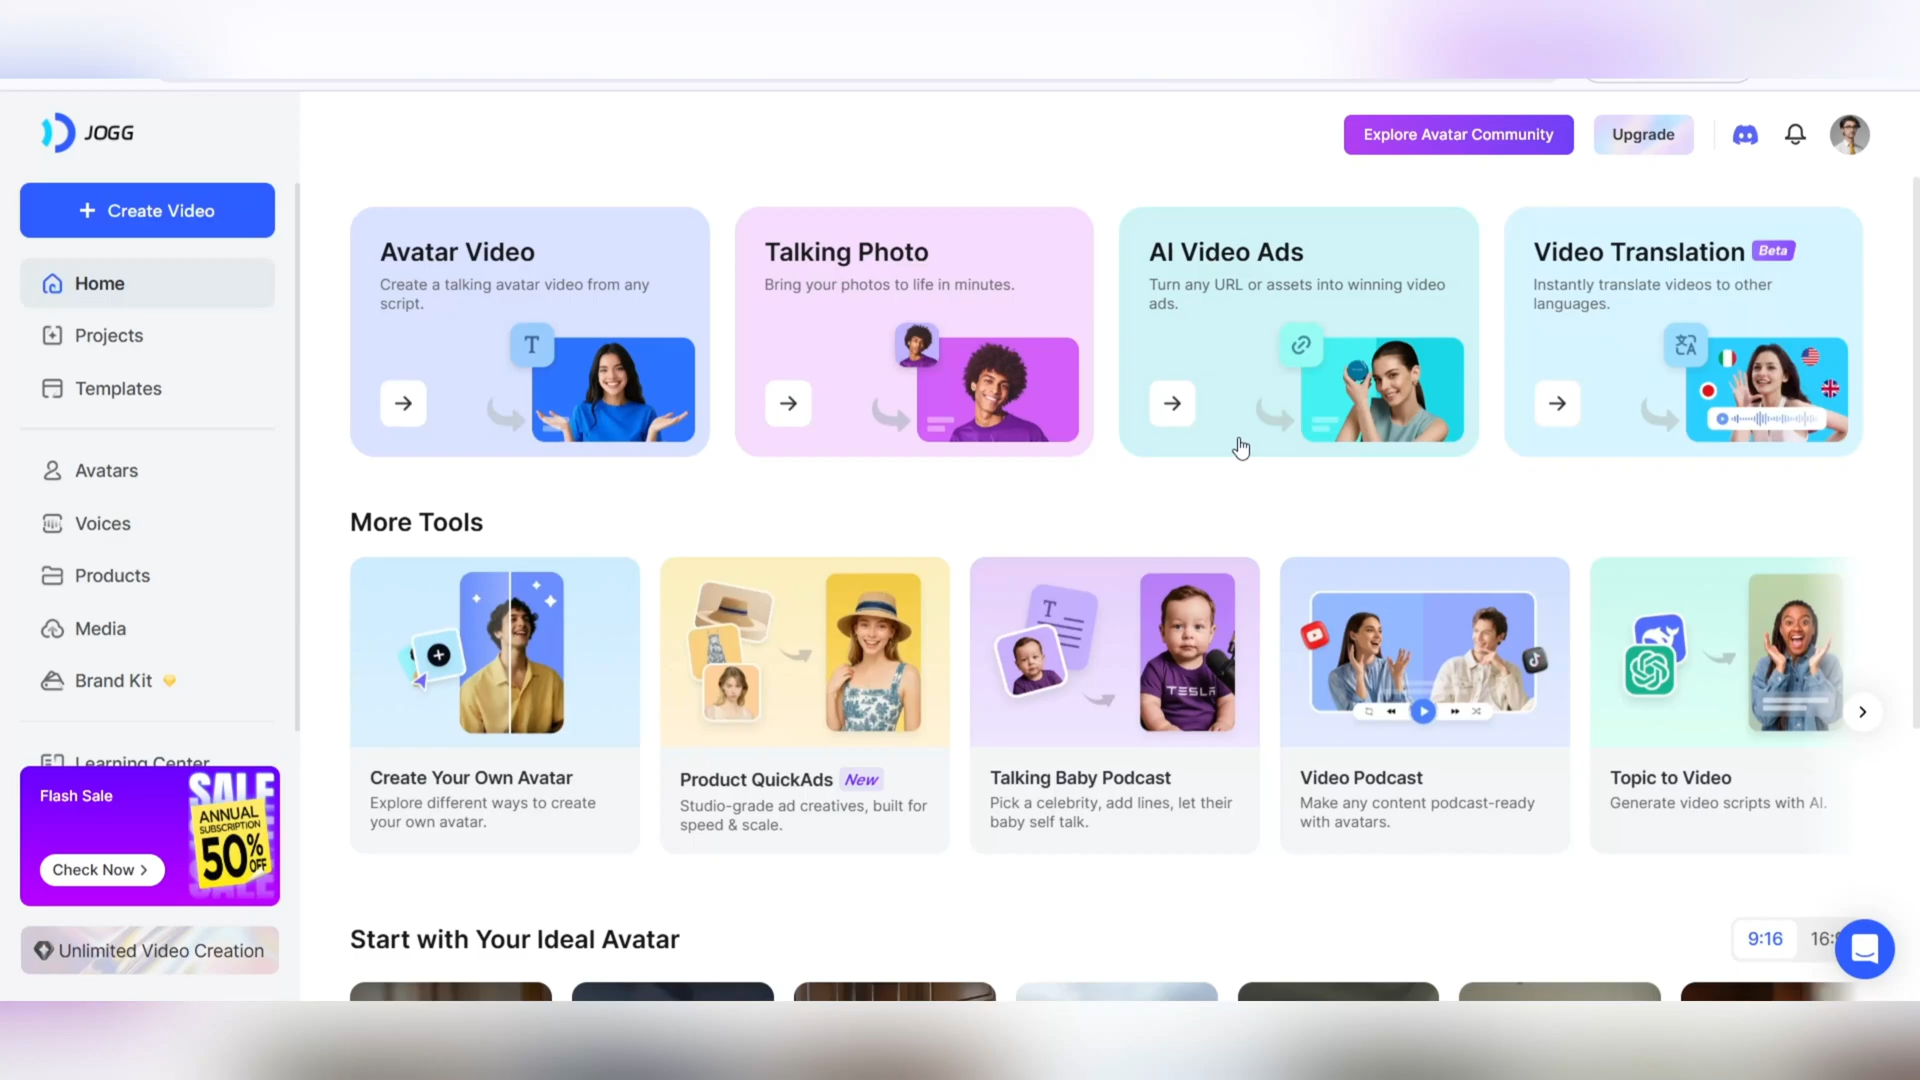 JOGG
Explore Avatar Community
Upgrade
+ Create Video
Home
Projects
Templates
Avatars
Voices
Products
Media
Brand Kit
Learning Center
Flash Sale
Check Now >
SALE
ANNUAL
SUBSCRIPTION
50%
OFF
SALE
Unlimited Video Creation
Avatar Video
Create a talking avatar video from any
script.
T
Talking Photo
Bring your photos to life in minutes.
AI Video Ads
Turn any URL or assets into winning video
ads.
Video Translation Beta
Instantly translate videos to other
languages.
文A
More Tools
Create Your Own Avatar
Explore different ways to create
your own avatar.
Product QuickAds New
Studio-grade ad creatives, built for
speed & scale.
T
TESLA
Talking Baby Podcast
Pick a celebrity, add lines, let their
baby self talk.
Video Podcast
Make any content podcast-ready
with avatars.
Topic to Video
Generate video scripts with AI.
Start with Your Ideal Avatar
9:16
16: